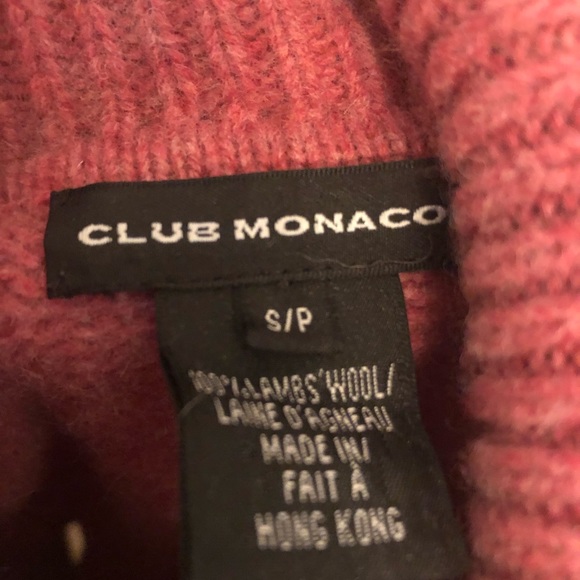 CLUB MONACO
S/P
100% LAMBS' WOOL/
LAINE D'AGNEAU
MADE IN/
FAIT À
HONG KONG